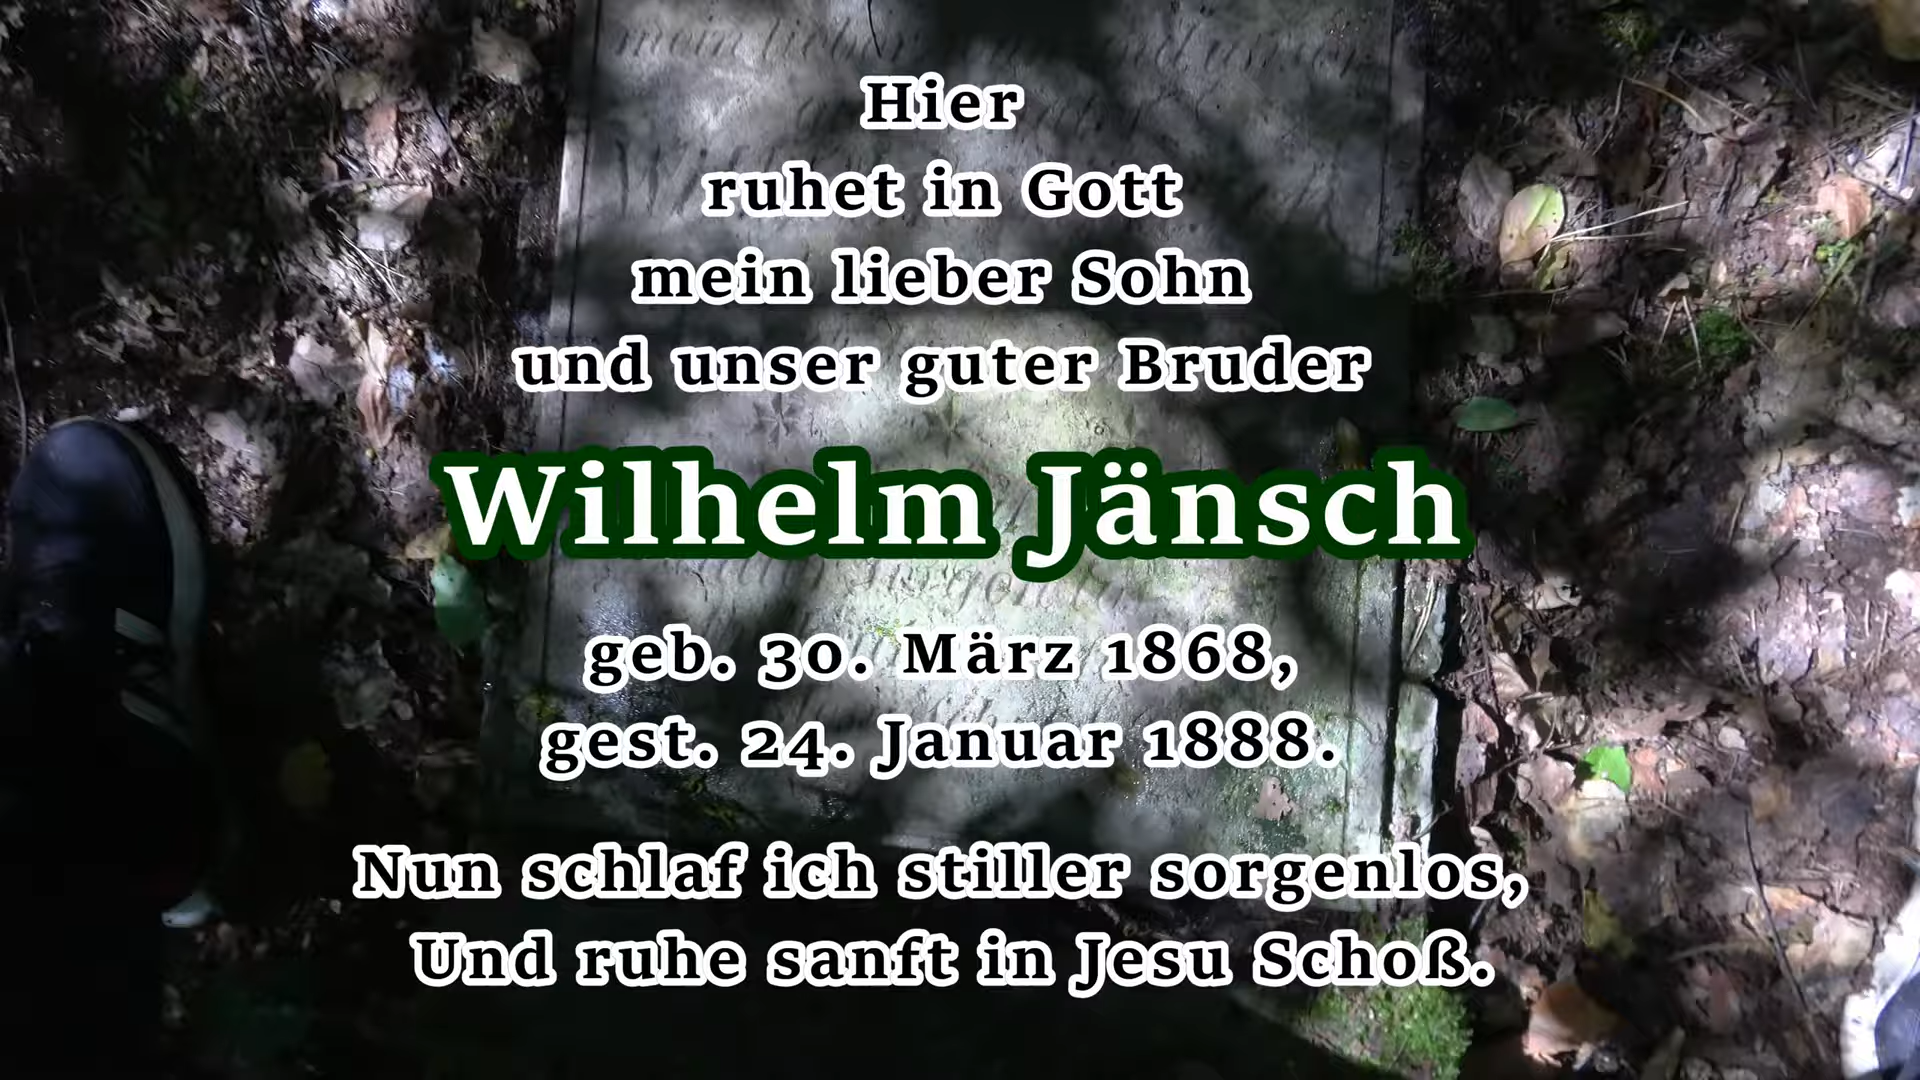 Hier
ruhet in Gott
mein lieber Sohn
und unser guter Bruder
Wilhelm Jänsch
geb. 30. März 1868,
gest. 24. Januar 1888.
Nun schlaf ich stiller sorgenlos,
Und ruhe sanft in Jesu Schoß.